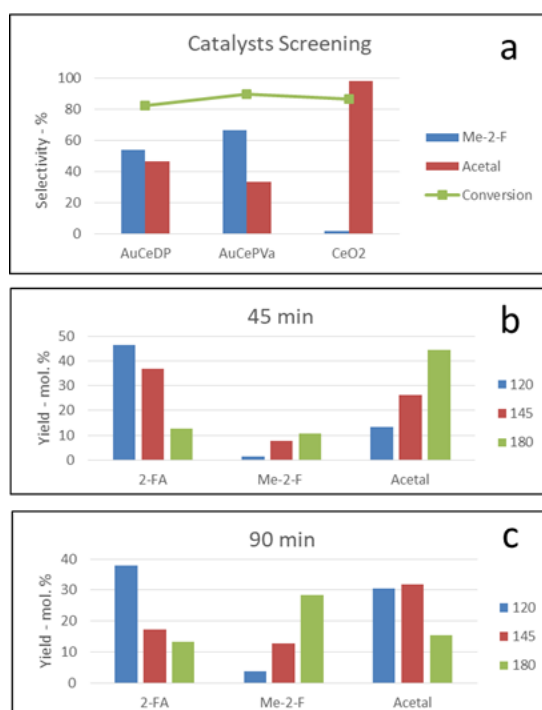 Catalysts Screening
a
100
80
60
40
20
0
Selectivity - %
AuCeDP
AuCePVa
CeO2
Me-2-F
Acetal
Conversion
45 min
b
50
40
30
20
10
0
Yield - mol. %
2-FA
Me-2-F
Acetal
120
145
180
90 min
c
40
30
20
10
0
Yield - mol. %
2-FA
Me-2-F
Acetal
120
145
180